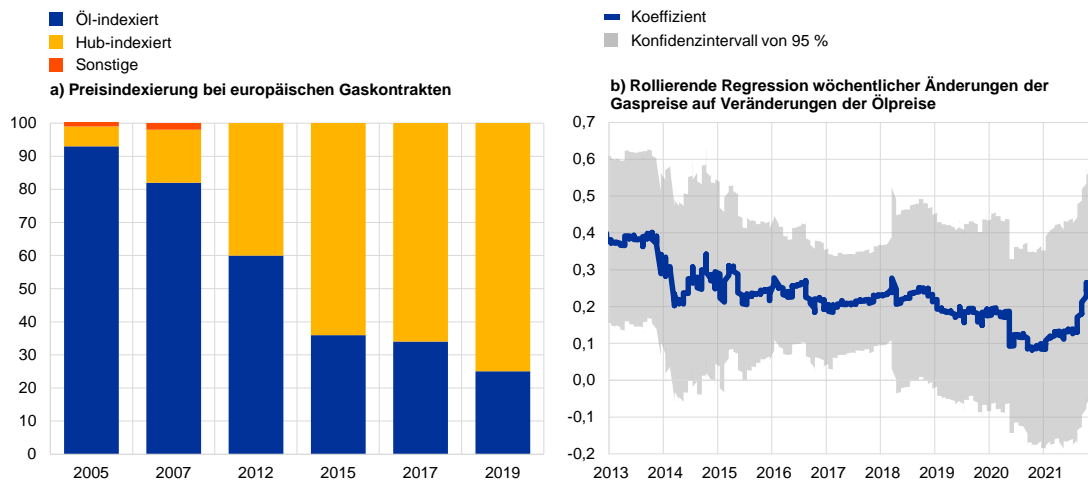 Öl-indexiert
Hub-indexiert
Sonstige
a) Preisindexierung bei europäischen Gaskontrakten
100
90
80
70
60
50
40
30
20
10
0
2005 2007 2012 2015 2017 2019
Koeffizient
Konfidenzintervall von 95 %
b) Rollierende Regression wöchentlicher Änderungen der
Gaspreise auf Veränderungen der Ölpreise
0,7
0,6
0,5
0,4
0,3
0,2
0,1
0,0
-0,1
-0,2
2013 2014 2015 2016 2017 2018 2019 2020 2021